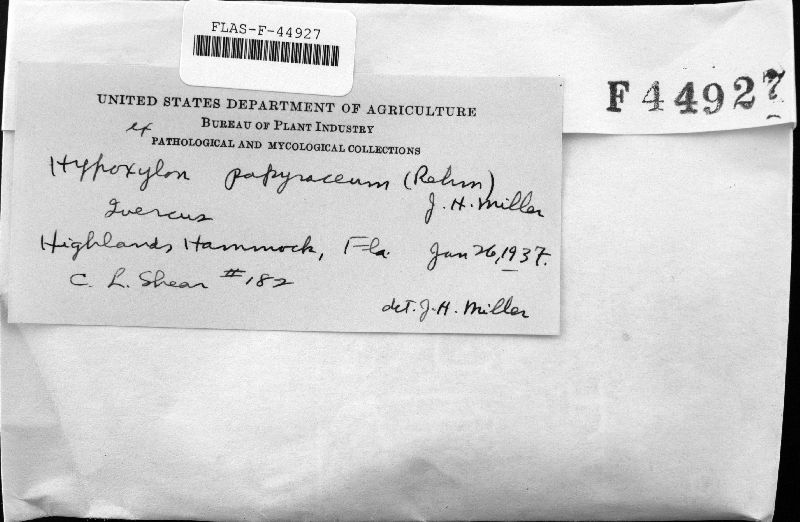 FLAS-F-44927
F 44927
UNITED STATES DEPARTMENT OF AGRICULTURE
ex
BUREAU OF PLANT INDUSTRY
PATHOLOGICAL AND MYCOLOGICAL COLLECTIONS
Hypoxylon papyraceum (Rehm)
J. H. Miller
Quercus
Highlands Hammock, Fla. Jan 26, 1937.
C. L. Shear #182
det. J. H. Miller